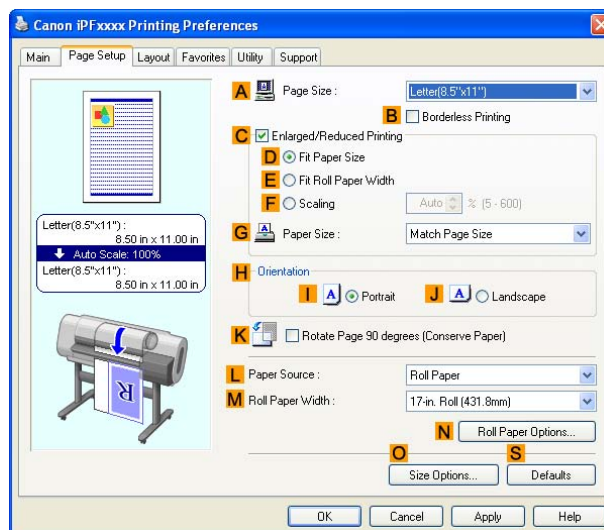 Canon iPFxxxx Printing Preferences
Main Page Setup Layout Favorites Utility Support
A Page Size : Letter(8.5"x11")
B Borderless Printing
C Enlarged/Reduced Printing
D Fit Paper Size
E Fit Roll Paper Width
F Scaling Auto % (5 - 600)
G A Paper Size : Match Page Size
Letter(8.5"x11") :
8.50 in x 11.00 in
Auto Scale: 100%
Letter(8.5"x11") :
8.50 in x 11.00 in
H Orientation
I A Portrait J A Landscape
K Rotate Page 90 degrees (Conserve Paper)
R
L Paper Source : Roll Paper
M Roll Paper Width : 17-in. Roll (431.8mm)
N Roll Paper Options...
O S
Size Options... Defaults
OK Cancel Apply Help